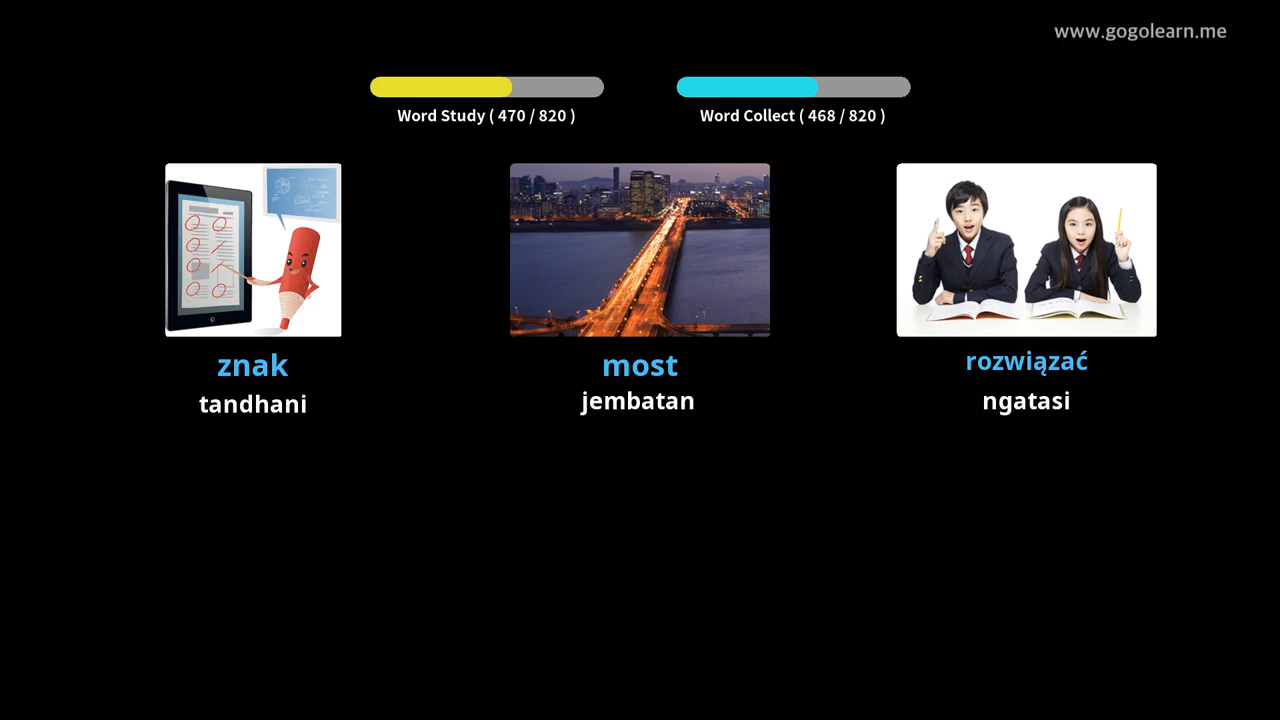 www.gogolearn.me
Word Study ( 470 / 820 )
Word Collect ( 468 / 820 )
znak
most
rozwiązać
tandhani
jembatan
ngatasi